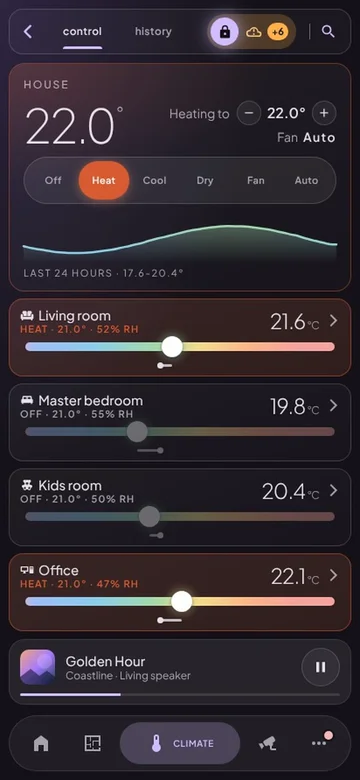 control history +6
HOUSE
22.0°
Heating to − 22.0° +
Fan Auto
Off Heat Cool Dry Fan Auto
LAST 24 HOURS · 17.6–20.4°
Living room
HEAT · 21.0° · 52% RH
21.6 °C
Master bedroom
OFF · 21.0° · 55% RH
19.8 °C
Kids room
OFF · 21.0° · 50% RH
20.4 °C
Office
HEAT · 21.0° · 47% RH
22.1 °C
Golden Hour
Coastline · Living speaker
CLIMATE